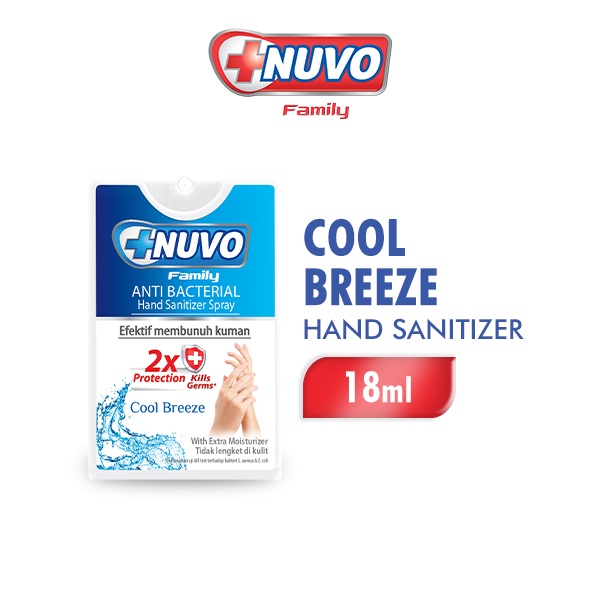 NUVO
Family
NUVO
Family
ANTI BACTERIAL
Hand Sanitizer Spray
Efektif membunuh kuman
2x
Protection Kills
Germs*
Cool Breeze
With Extra Moisturizer
Tidak lengket di kulit
COOL
BREEZE
HAND SANITIZER
18ml